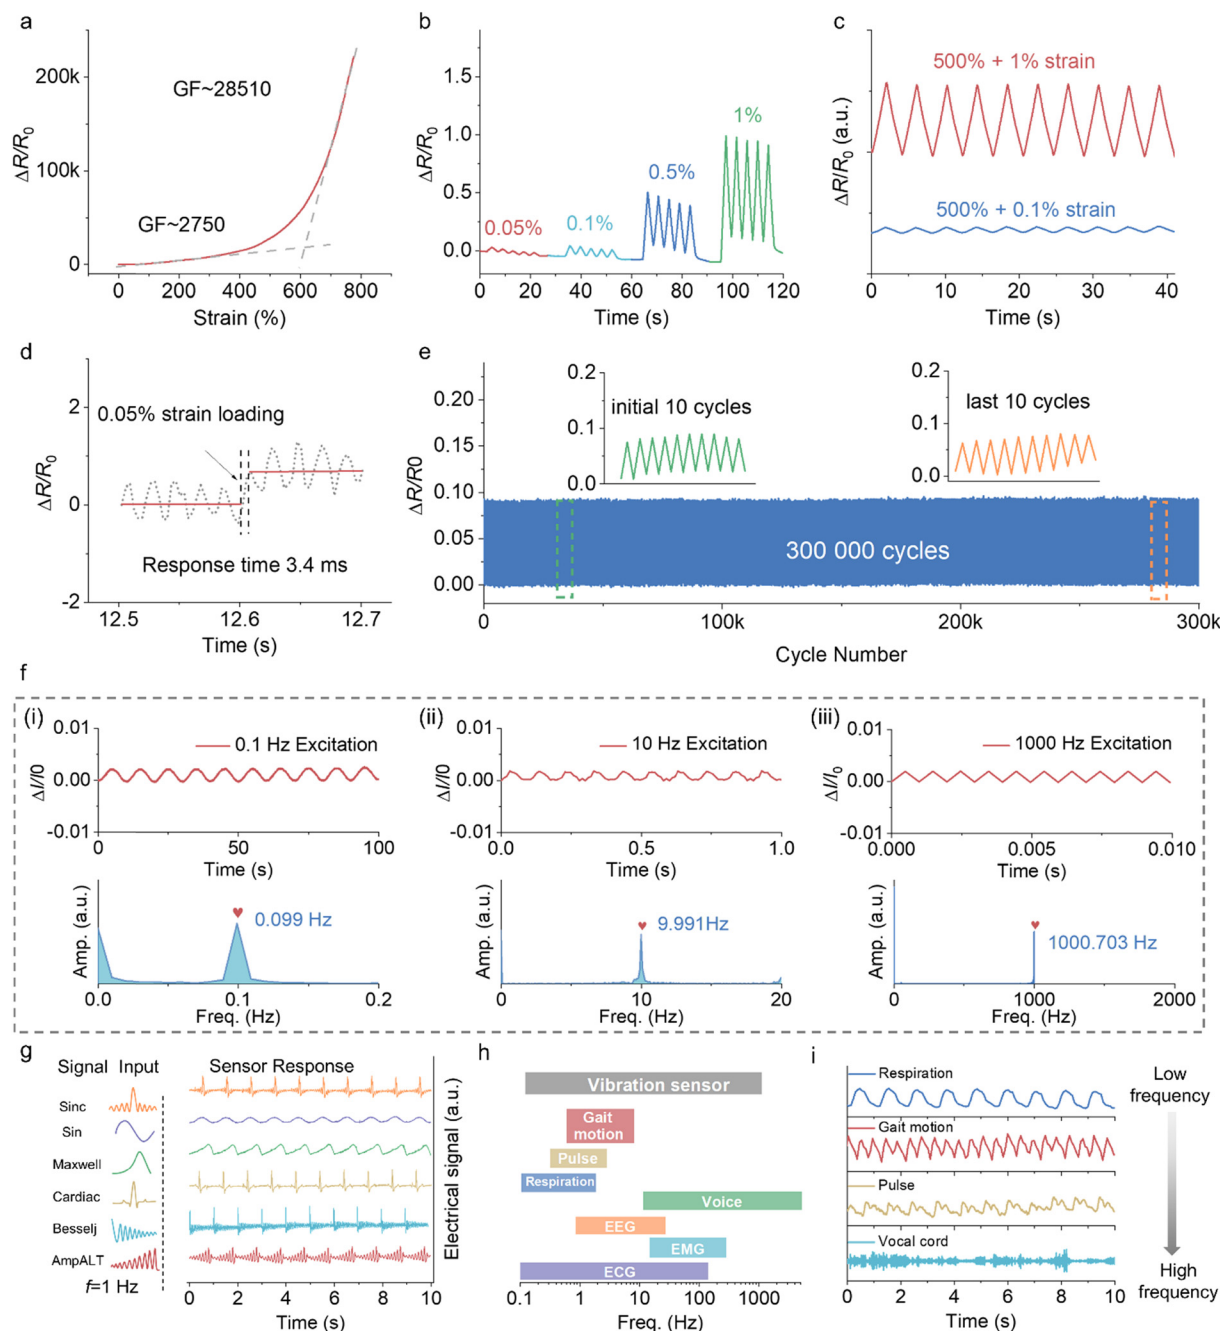 a
200k
100k
0
ΔR/R0
GF~28510
GF~2750
0 200 400 600 800
Strain (%)
b
1.5
1.0
0.5
0.0
ΔR/R0
0.05%
0.1%
0.5%
1%
0 20 40 60 80 100 120
Time (s)
c
ΔR/R0 (a.u.)
500% + 1% strain
500% + 0.1% strain
0 10 20 30 40
Time (s)
d
2
0
-2
ΔR/R0
0.05% strain loading
Response time 3.4 ms
12.5 12.6 12.7
Time (s)
e
0.20
0.15
0.10
0.05
0.00
ΔR/R0
0.2
0.1
0.0
initial 10 cycles
0.2
0.1
0.0
last 10 cycles
300 000 cycles
0 100k 200k 300k
Cycle Number
f
(i)
0.01
0.00
-0.01
ΔI/I0
0.1 Hz Excitation
0 50 100
Time (s)
Amp. (a.u.)
0.099 Hz
0.0 0.1 0.2
Freq. (Hz)
(ii)
0.01
0.00
-0.01
ΔI/I0
10 Hz Excitation
0.0 0.5 1.0
Time (s)
Amp. (a.u.)
9.991Hz
0 10 20
Freq. (Hz)
(iii)
0.01
0.00
-0.01
ΔI/I0
1000 Hz Excitation
0.000 0.005 0.010
Time (s)
Amp. (a.u.)
1000.703 Hz
0 1000 2000
Freq. (Hz)
g
Signal Input
Sensor Response
Sinc
Sin
Maxwell
Cardiac
Besselj
AmpALT
f=1 Hz
Electrical signal (a.u.)
0 2 4 6 8 10
Time (s)
h
Vibration sensor
Gait
motion
Pulse
Respiration
Voice
EEG
EMG
ECG
0.1 1 10 100 1000
Freq. (Hz)
i
Respiration
Gait motion
Pulse
Vocal cord
0 2 4 6 8 10
Time (s)
Low
frequency
High
frequency